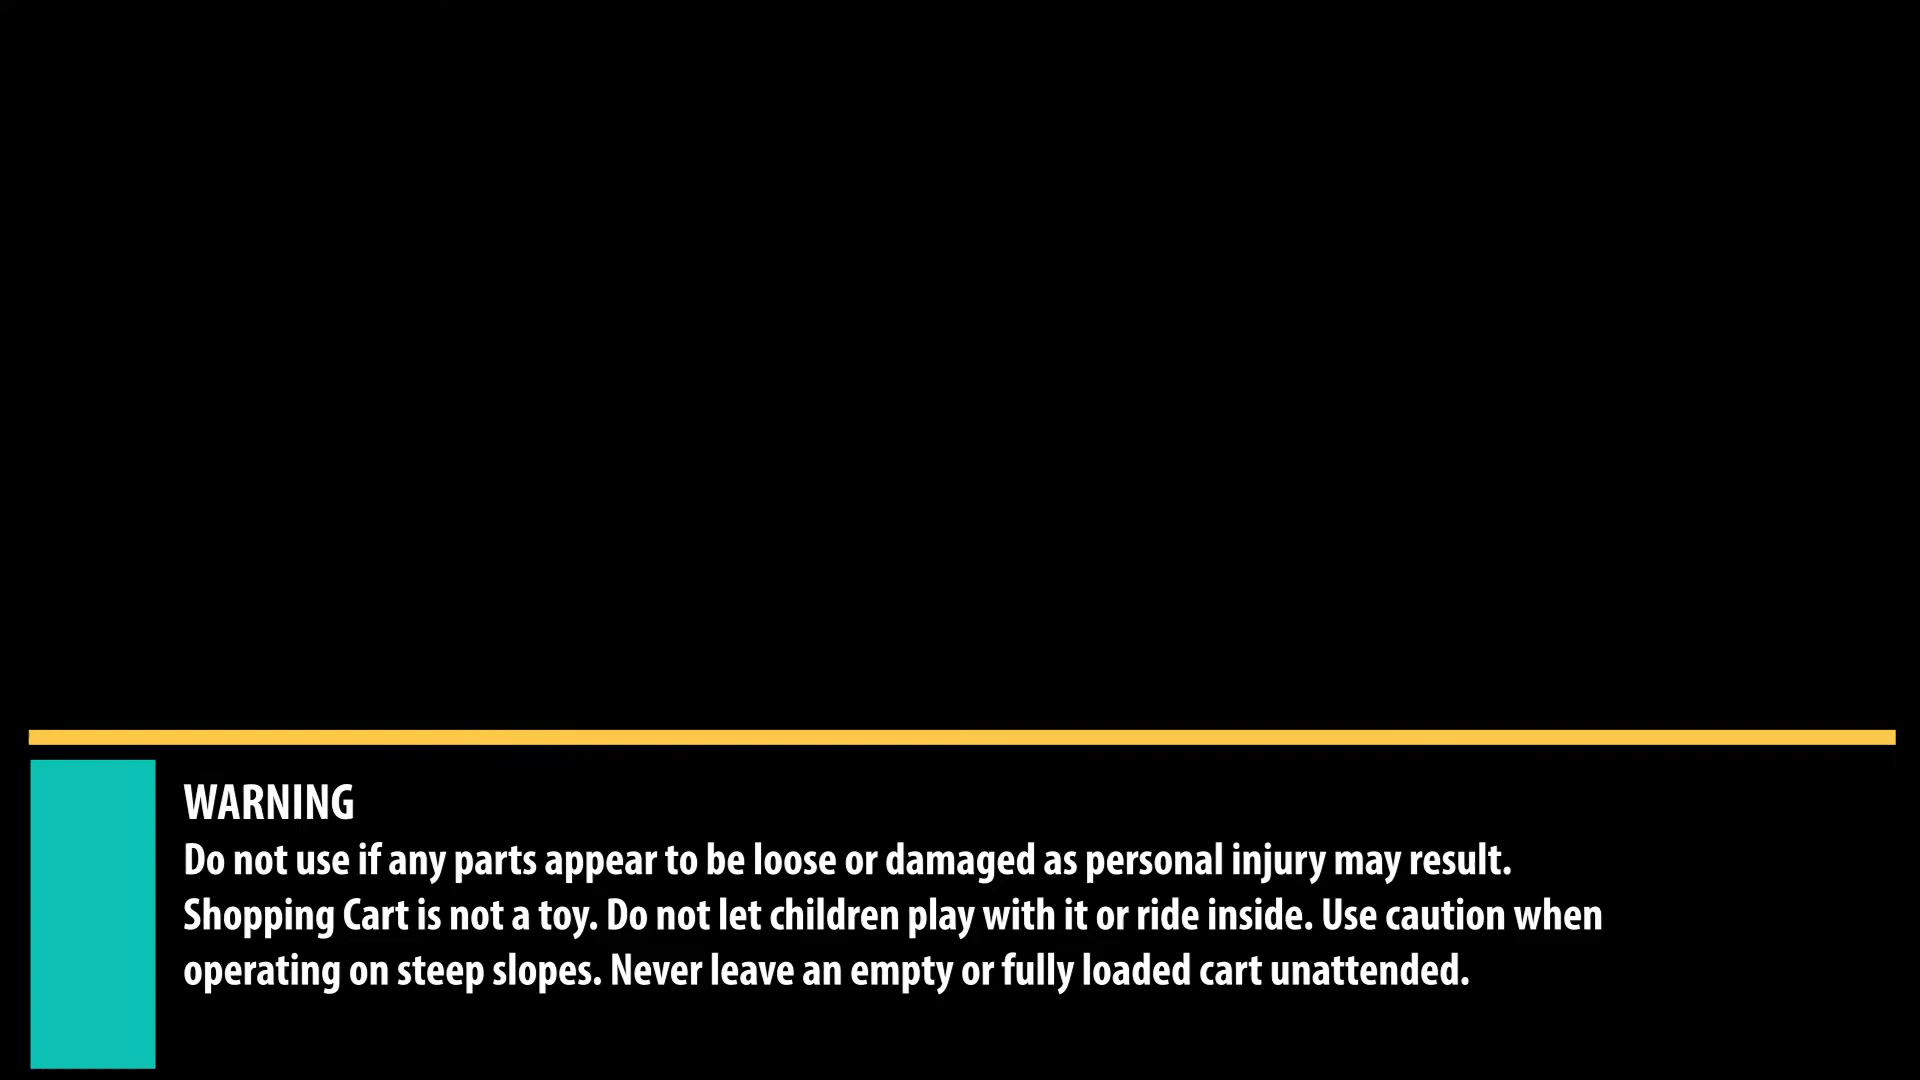 WARNING
Do not use if any parts appear to be loose or damaged as personal injury may result.
Shopping Cart is not a toy. Do not let children play with it or ride inside. Use caution when
operating on steep slopes. Never leave an empty or fully loaded cart unattended.